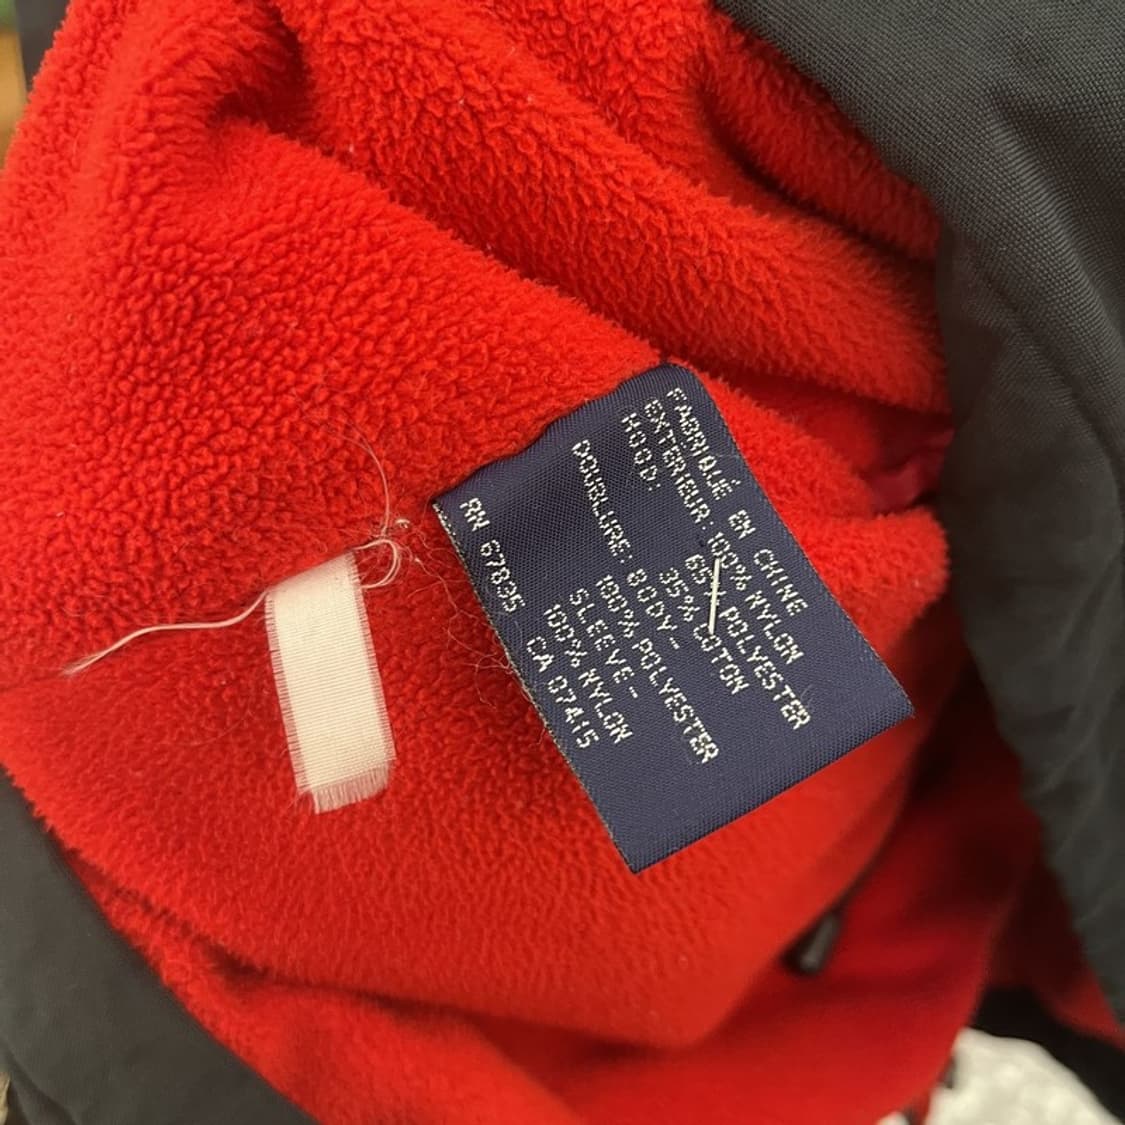 FABRIQUÉ EN CHINE
EXTERIEUR: 100% NYLON
HOOD: 65% POLYESTER
35% COTON
DOUBLURE: BODY-
100% POLYESTER
SLEEVE-
100% NYLON
RN 67835 CA 07415